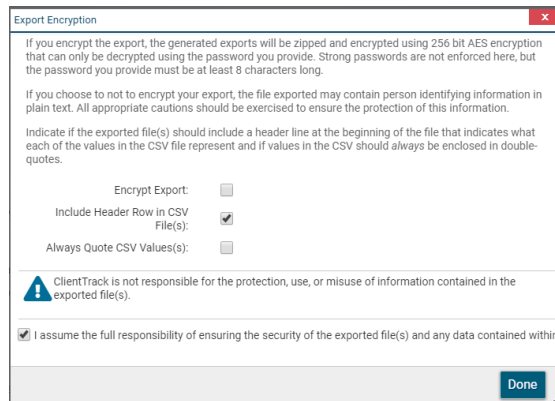 Export Encryption
x
If you encrypt the export, the generated exports will be zipped and encrypted using 256 bit AES encryption
that can only be decrypted using the password you provide. Strong passwords are not enforced here, but
the password you provide must be at least 8 characters long.
If you choose to not to encrypt your export, the file exported may contain person identifying information in
plain text. All appropriate cautions should be exercised to ensure the protection of this information.
Indicate if the exported file(s) should include a header line at the beginning of the file that indicates what
each of the values in the CSV file represent and if values in the CSV should always be enclosed in double-
quotes.
Encrypt Export:
Include Header Row in CSV
File(s):
Always Quote CSV Values(s):
ClientTrack is not responsible for the protection, use, or misuse of information contained in the
exported file(s).
I assume the full responsibility of ensuring the security of the exported file(s) and any data contained within
Done